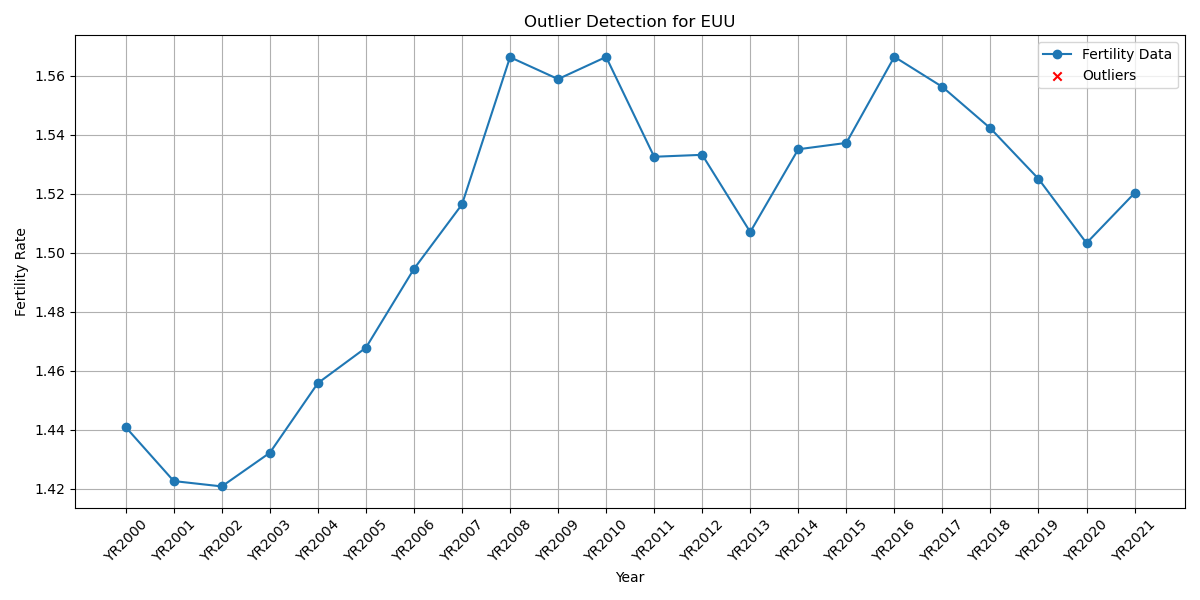 Outlier Detection for EUU
Fertility Data
Outliers
Fertility Rate
1.56
1.54
1.52
1.50
1.48
1.46
1.44
1.42
YR2000
YR2001
YR2002
YR2003
YR2004
YR2005
YR2006
YR2007
YR2008
YR2009
YR2010
YR2011
YR2012
YR2013
YR2014
YR2015
YR2016
YR2017
YR2018
YR2019
YR2020
YR2021
Year